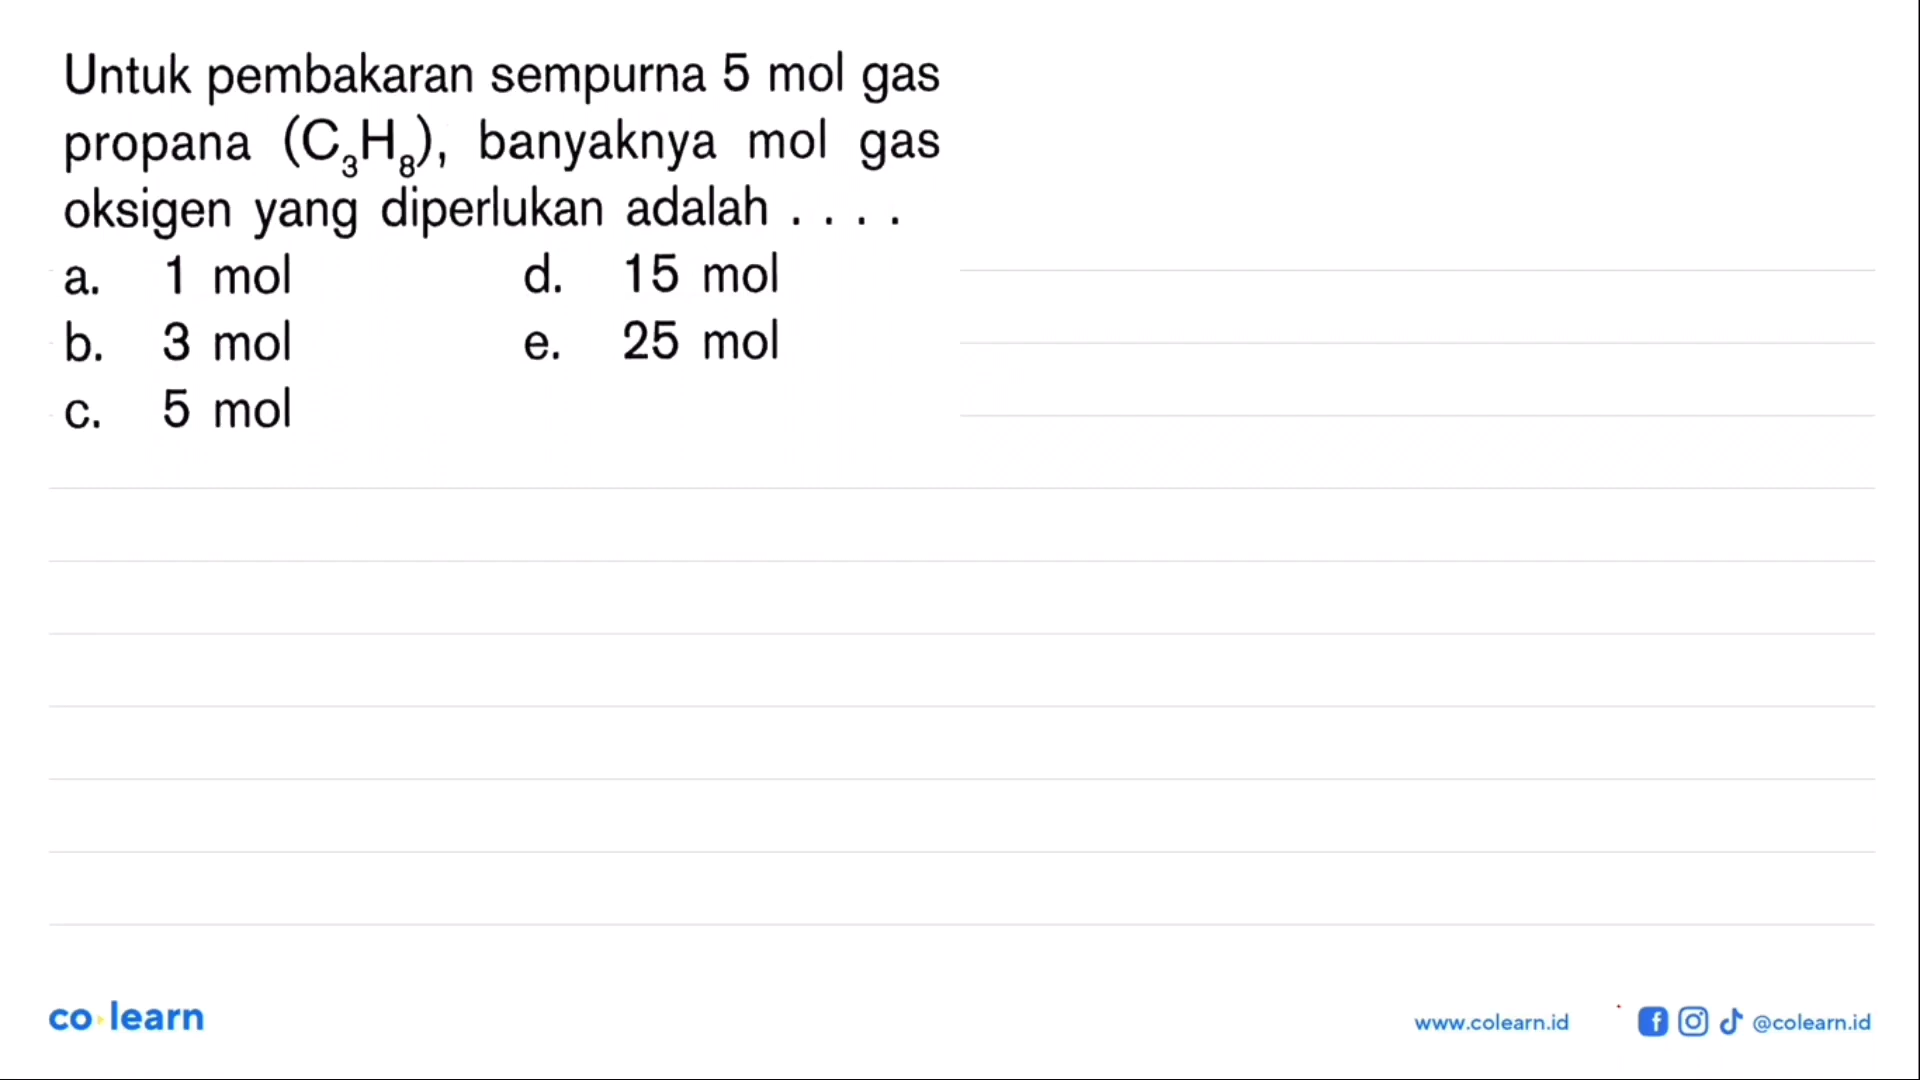 Untuk pembakaran sempurna 5 mol gas
propana (C₃H₈), banyaknya mol gas
oksigen yang diperlukan adalah . . . .
a. 1 mol d. 15 mol
b. 3 mol e. 25 mol
c. 5 mol
co learn www.colearn.id @colearn.id